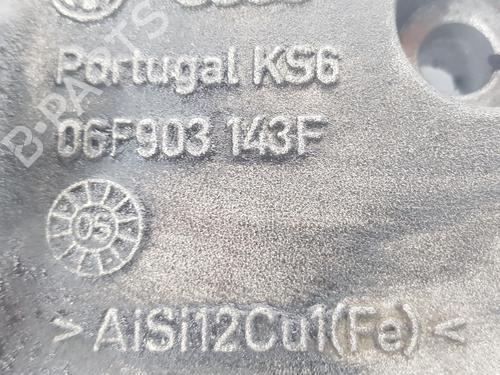 Portugal KS6
06F903 143F
05
>AlSi12Cu1(Fe)<
B-PARTS